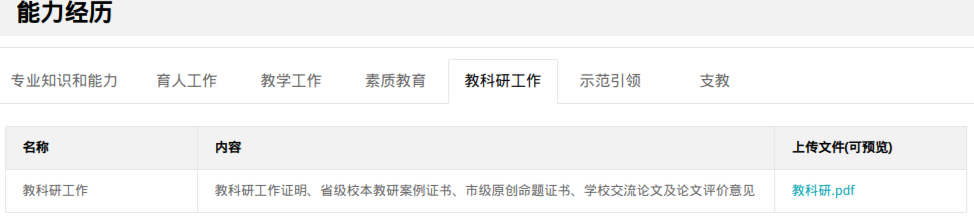 能力经历
专业知识和能力 育人工作 教学工作 素质教育 教科研工作 示范引领 支教
名称 内容 上传文件(可预览)
教科研工作 教科研工作证明、省级校本教研案例证书、市级原创命题证书、学校交流论文及论文评价意见 教科研.pdf